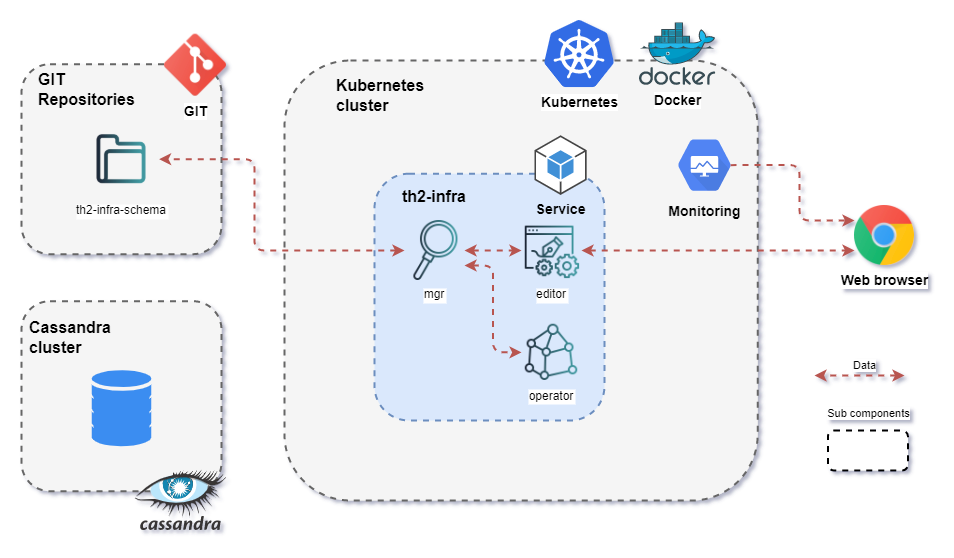 GIT
Repositories
GIT
th2-infra-schema
Kubernetes
cluster
Kubernetes
docker
Docker
th2-infra
Service
mgr
editor
operator
Monitoring
Web browser
Cassandra
cluster
cassandra
Data
Sub components